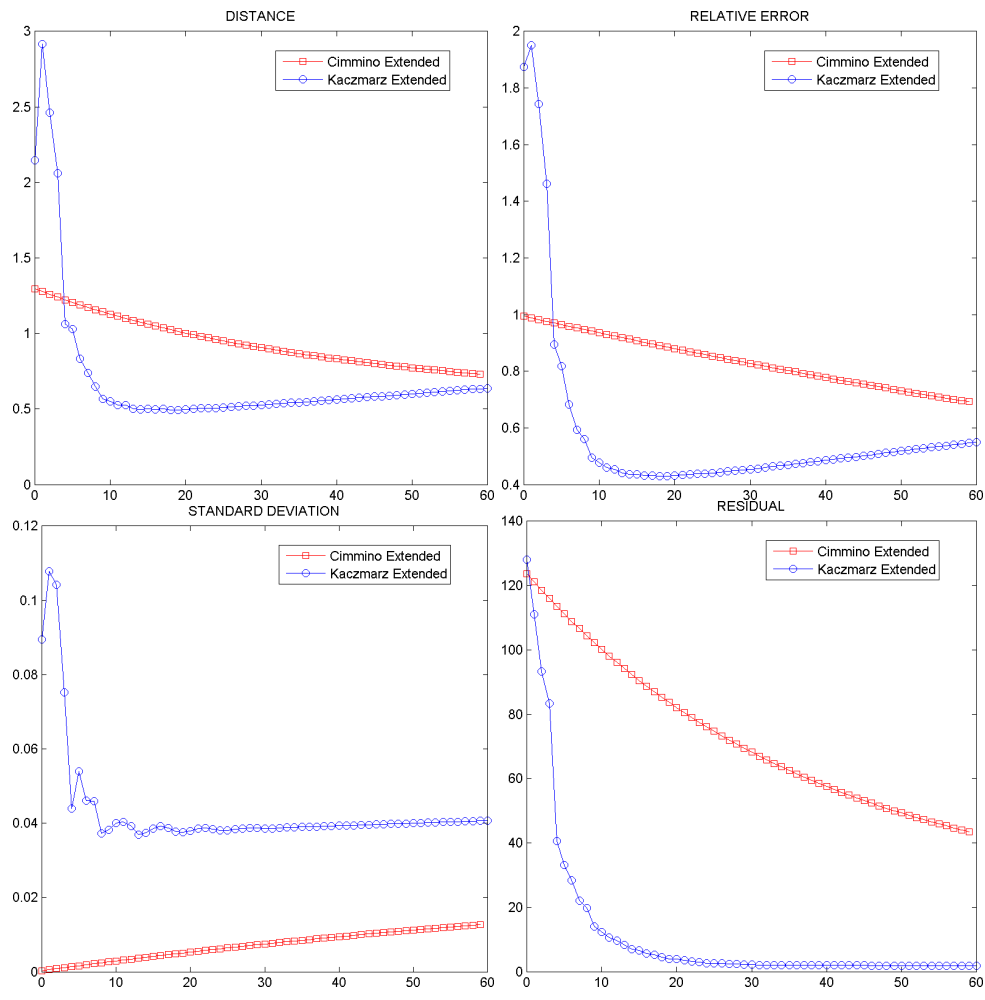 DISTANCE
3
2.5
2
1.5
1
0.5
0
0 10 20 30 40 50 60
Cimmino Extended
Kaczmarz Extended
RELATIVE ERROR
2
1.8
1.6
1.4
1.2
1
0.8
0.6
0.4
0 10 20 30 40 50 60
Cimmino Extended
Kaczmarz Extended
STANDARD DEVIATION
0.12
0.1
0.08
0.06
0.04
0.02
0
0 10 20 30 40 50 60
Cimmino Extended
Kaczmarz Extended
RESIDUAL
140
120
100
80
60
40
20
0
0 10 20 30 40 50 60
Cimmino Extended
Kaczmarz Extended